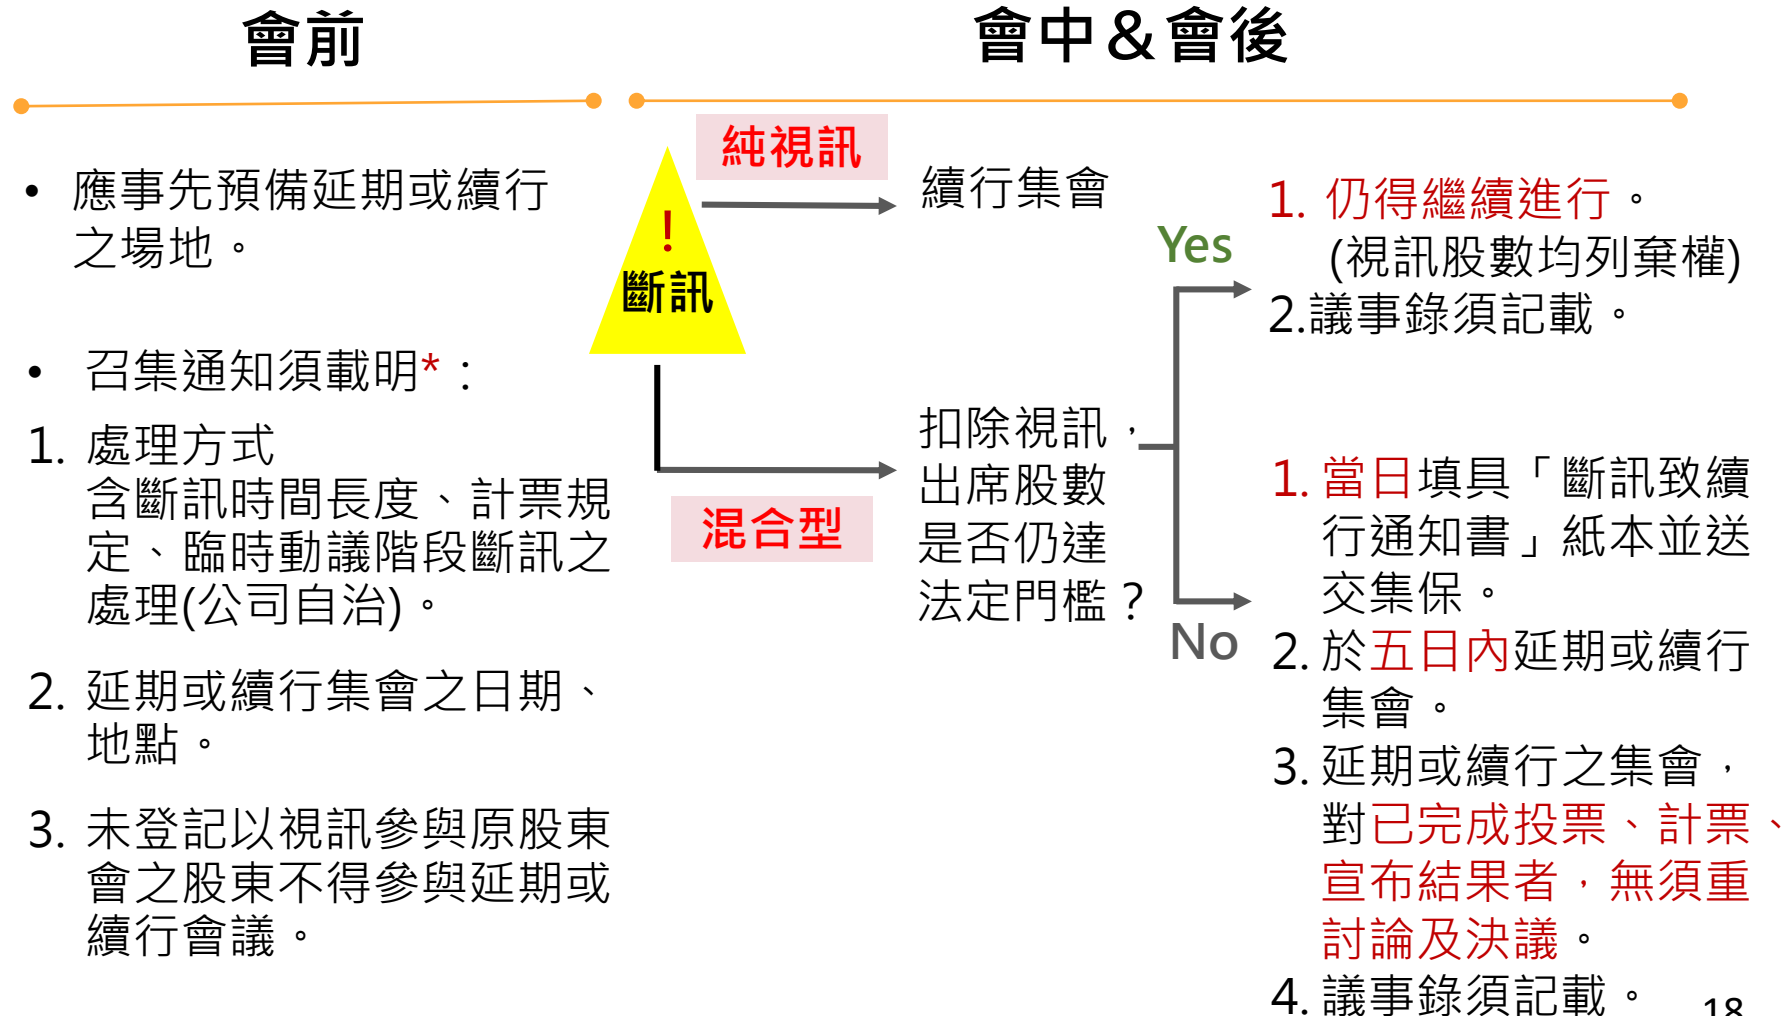 會前
會中＆會後
• 應事先預備延期或續行
之場地。
• 召集通知須載明*：
1. 處理方式
含斷訊時間長度、計票規
定、臨時動議階段斷訊之
處理(公司自治)。
2. 延期或續行集會之日期、
地點。
3. 未登記以視訊參與原股東
會之股東不得參與延期或
續行會議。
!
斷訊
純視訊
續行集會
混合型
扣除視訊，
出席股數
是否仍達
法定門檻？
Yes
1. 仍得繼續進行。
(視訊股數均列棄權)
2.議事錄須記載。
No
1. 當日填具「斷訊致續
行通知書」紙本並送
交集保。
2. 於五日內延期或續行
集會。
3. 延期或續行之集會，
對已完成投票、計票、
宣布結果者，無須重
討論及決議。
4. 議事錄須記載。
18